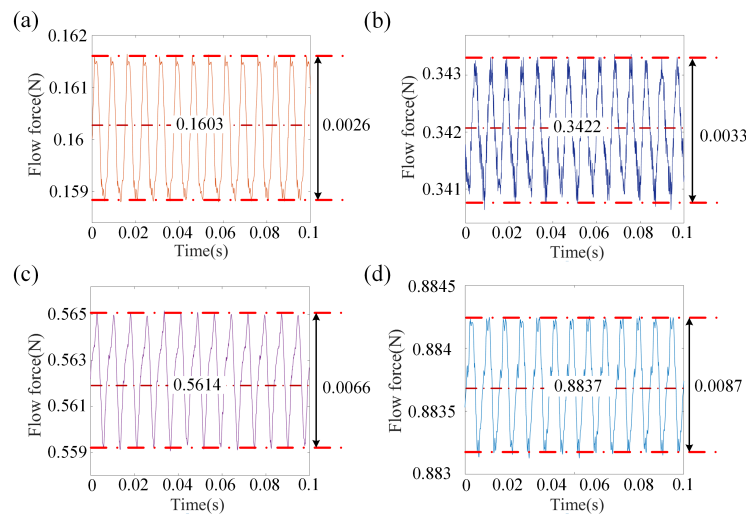 (a)
0.162
0.161
0.16
0.159
Flow force(N)
0.1603
0.0026
0 0.02 0.04 0.06 0.08 0.1
Time(s)
(b)
0.343
0.342
0.341
Flow force(N)
0.3422
0.0033
0 0.02 0.04 0.06 0.08 0.1
Time(s)
(c)
0.565
0.563
0.561
0.559
Flow force(N)
0.5614
0.0066
0 0.02 0.04 0.06 0.08 0.1
Time(s)
(d)
0.8845
0.884
0.8835
0.883
Flow force(N)
0.8837
0.0087
0 0.02 0.04 0.06 0.08 0.1
Time(s)